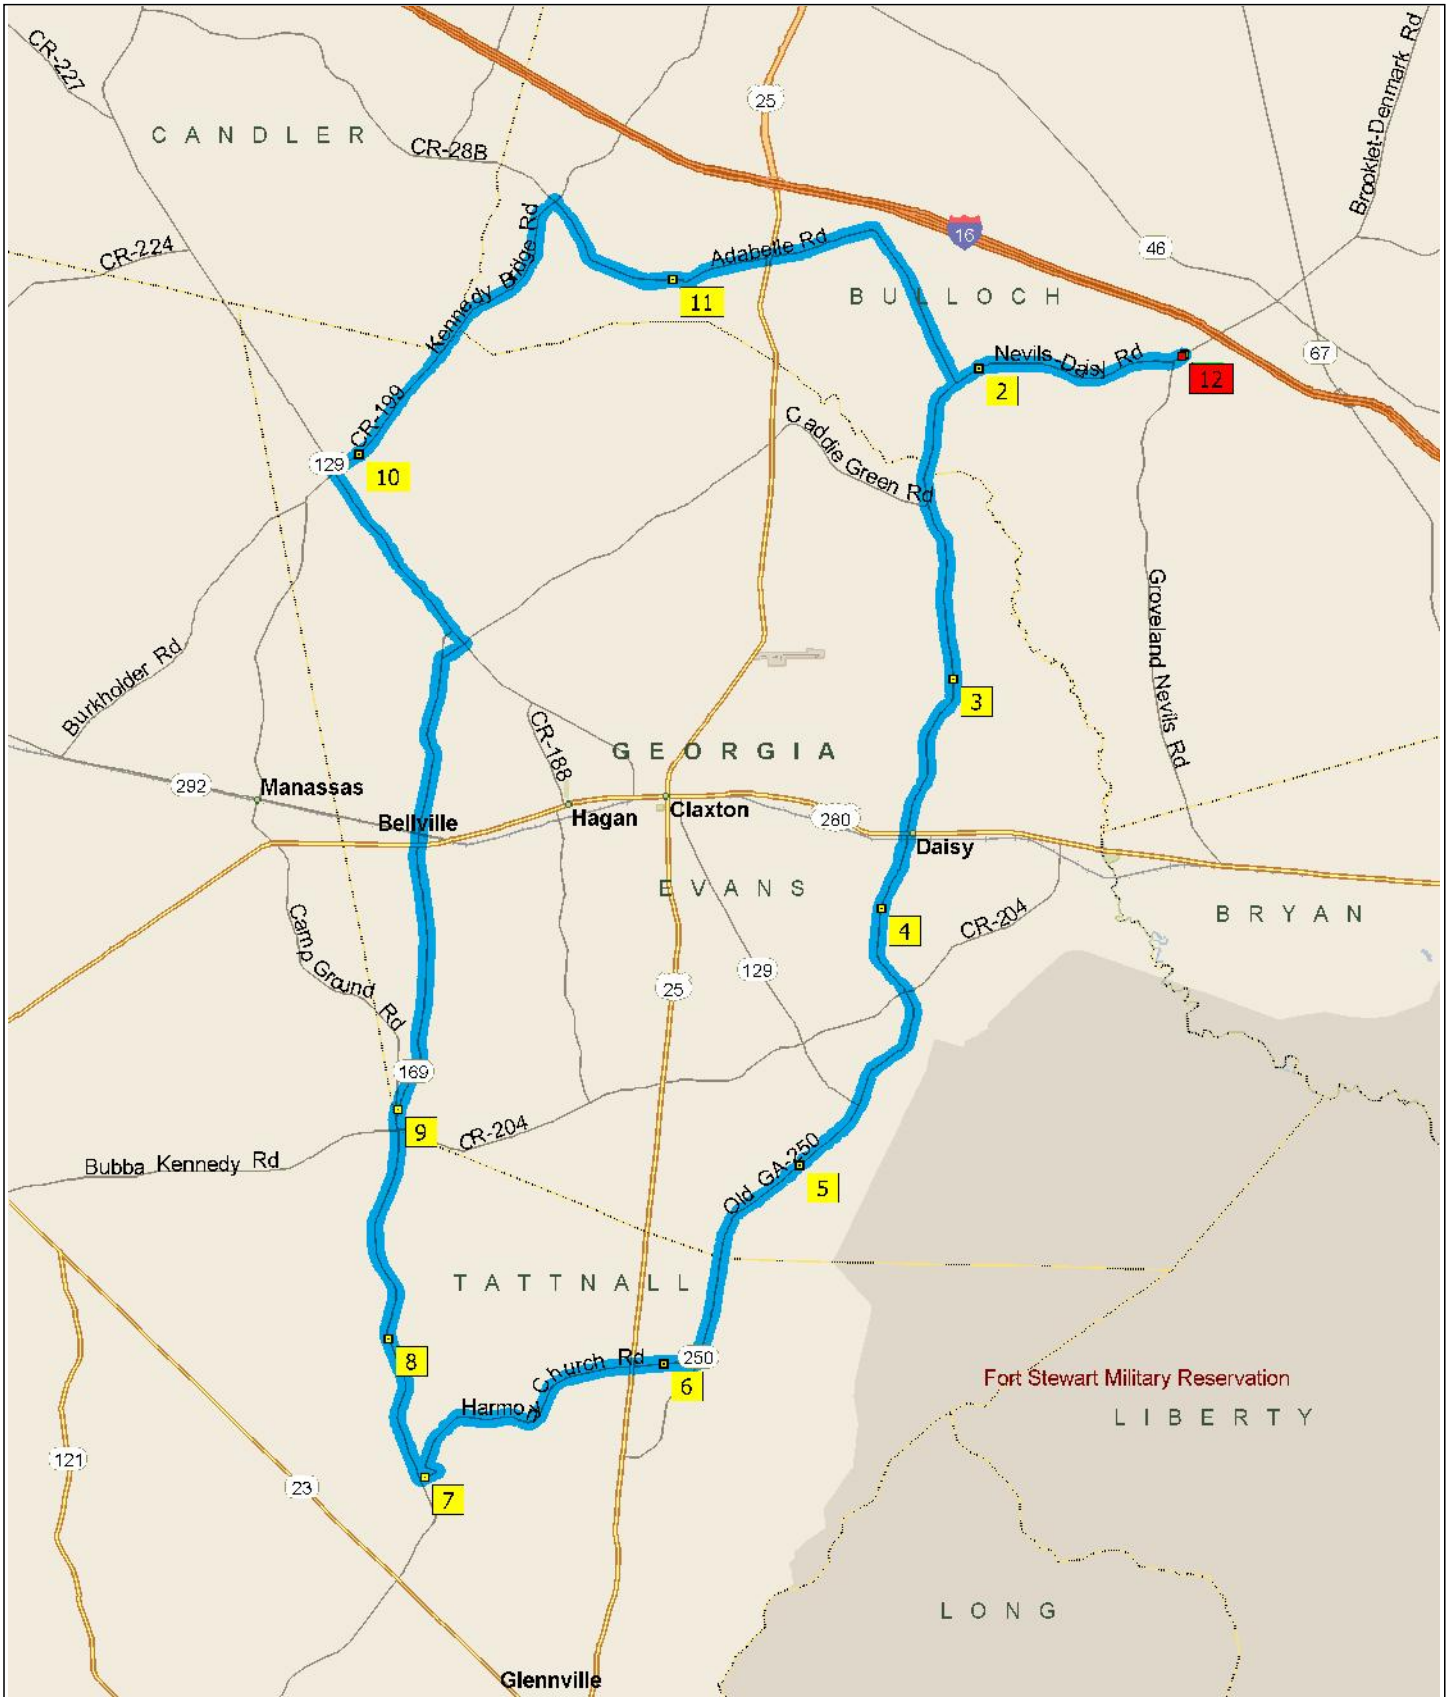 CR-227
25
Brooklet-Denmark Rd
CANDLER
CR-28B
Kennedy Bridge Rd
16
46
CR-224
Adabelle Rd
11
BULLOCH
Nevils-Daisy Rd
67
12
2
CR-199
Caddie Green Rd
129
10
Groveland Nevils Rd
Burkholder Rd
3
CR-188
GEORGIA
292
Manassas
Bellville
Hagan
Claxton
280
Daisy
EVANS
BRYAN
Camp Ground Rd
4
CR-204
129
25
169
9
CR-204
Bubba Kennedy Rd
Old GA-250
5
TATTNALL
8
Harmony Church Rd
250
6
Fort Stewart Military Reservation
LIBERTY
121
23
7
LONG
Glennville